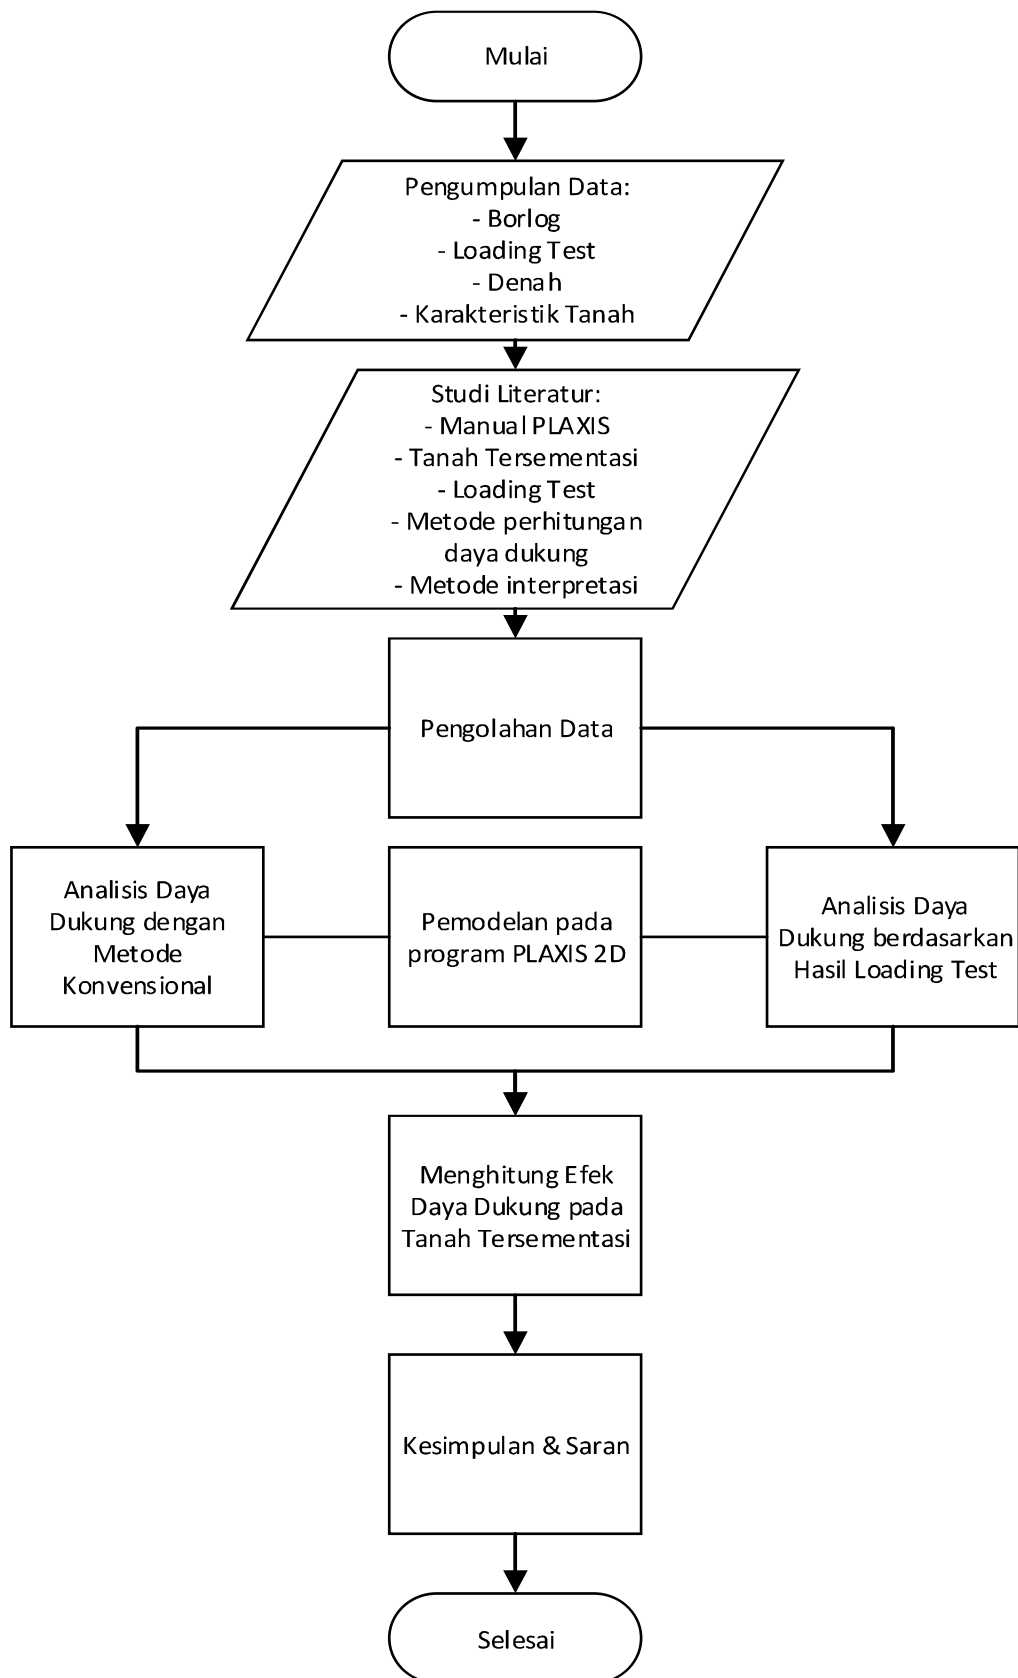 Mulai
Pengumpulan Data:
- Borlog
- Loading Test
- Denah
- Karakteristik Tanah
Studi Literatur:
- Manual PLAXIS
- Tanah Tersementasi
- Loading Test
- Metode perhitungan
daya dukung
- Metode interpretasi
Pengolahan Data
Analisis Daya
Dukung dengan
Metode
Konvensional
Pemodelan pada
program PLAXIS 2D
Analisis Daya
Dukung berdasarkan
Hasil Loading Test
Menghitung Efek
Daya Dukung pada
Tanah Tersementasi
Kesimpulan & Saran
Selesai